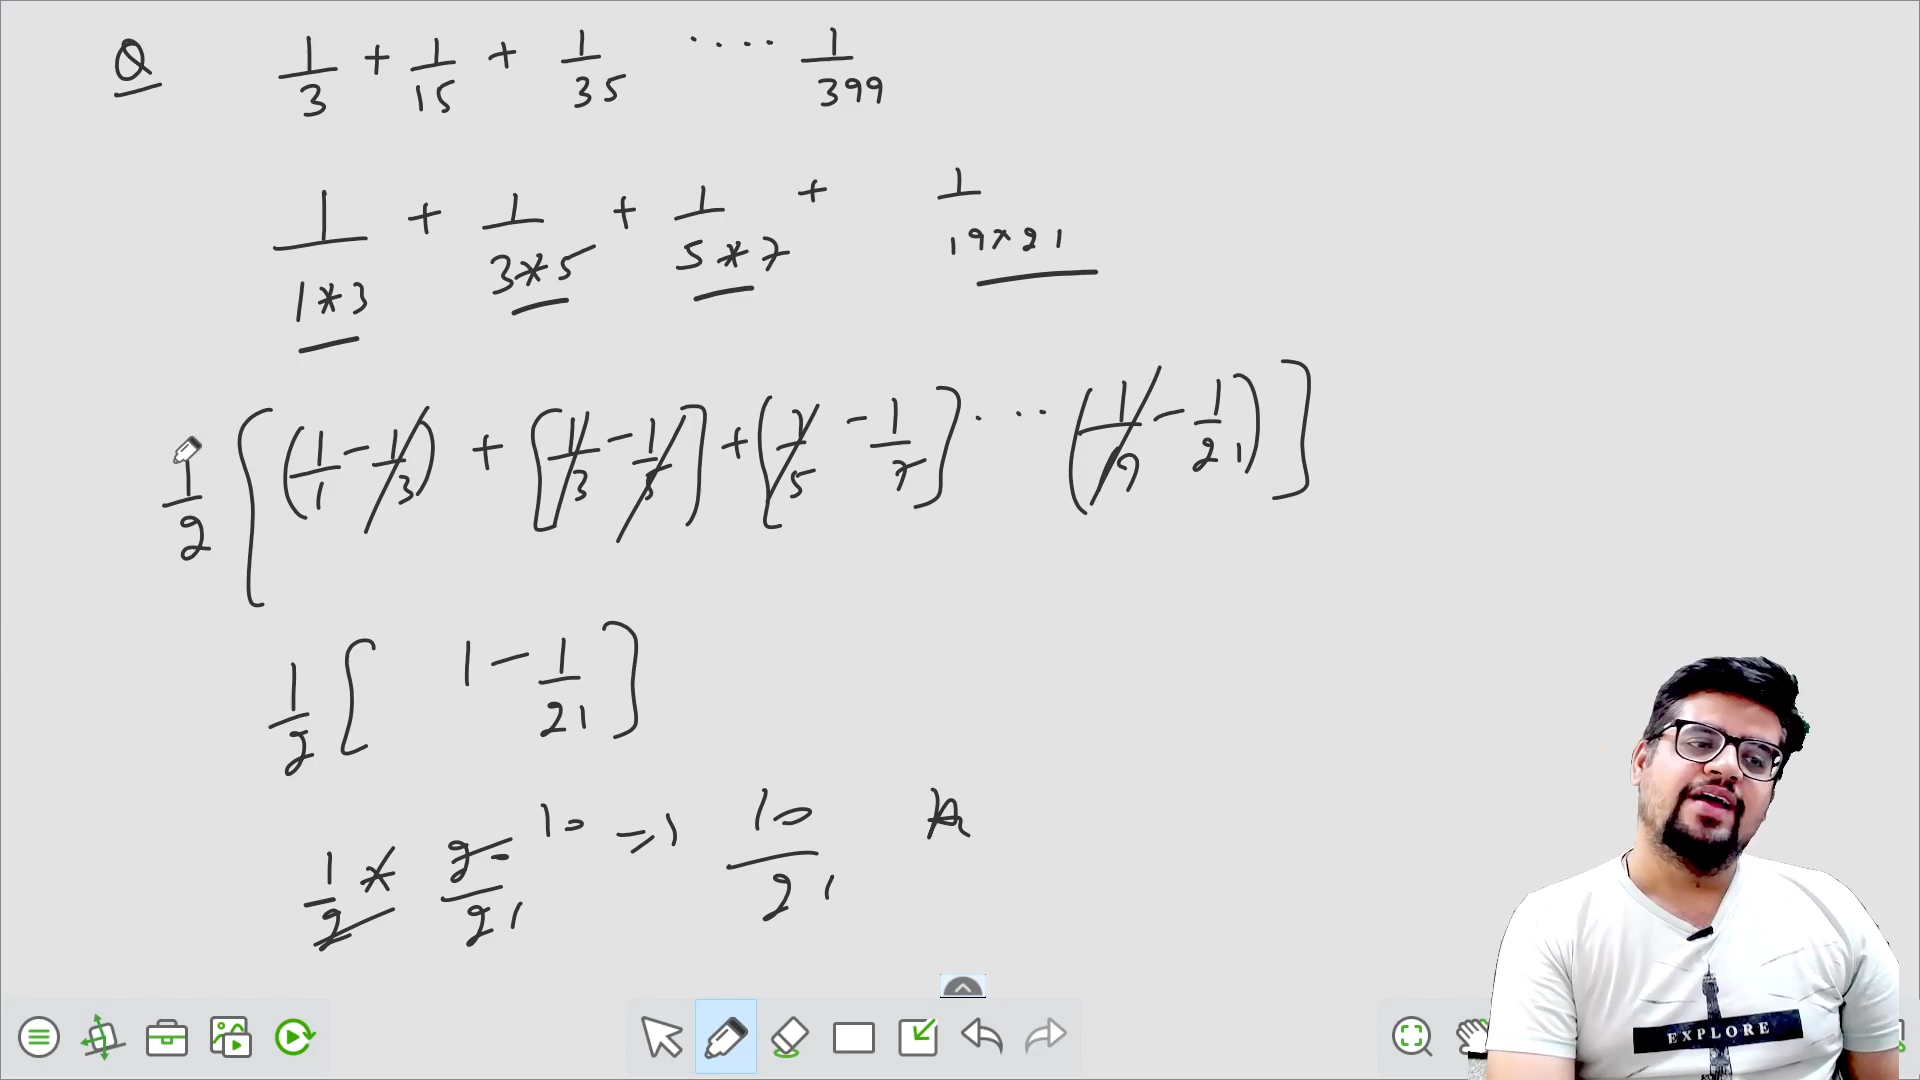 Q 1/3 + 1/15 + 1/35 .... 1/399
1/1*3 + 1/3*5 + 1/5*7 + 1/19*21
1/2 [(1/1 - 1/3) + [1/3 - 1/5] + [1/5 - 1/7] ... (1/19 - 1/21)]
1/2 [1 - 1/21]
1/2 * 20/21 10 => 10/21
EXPLORE